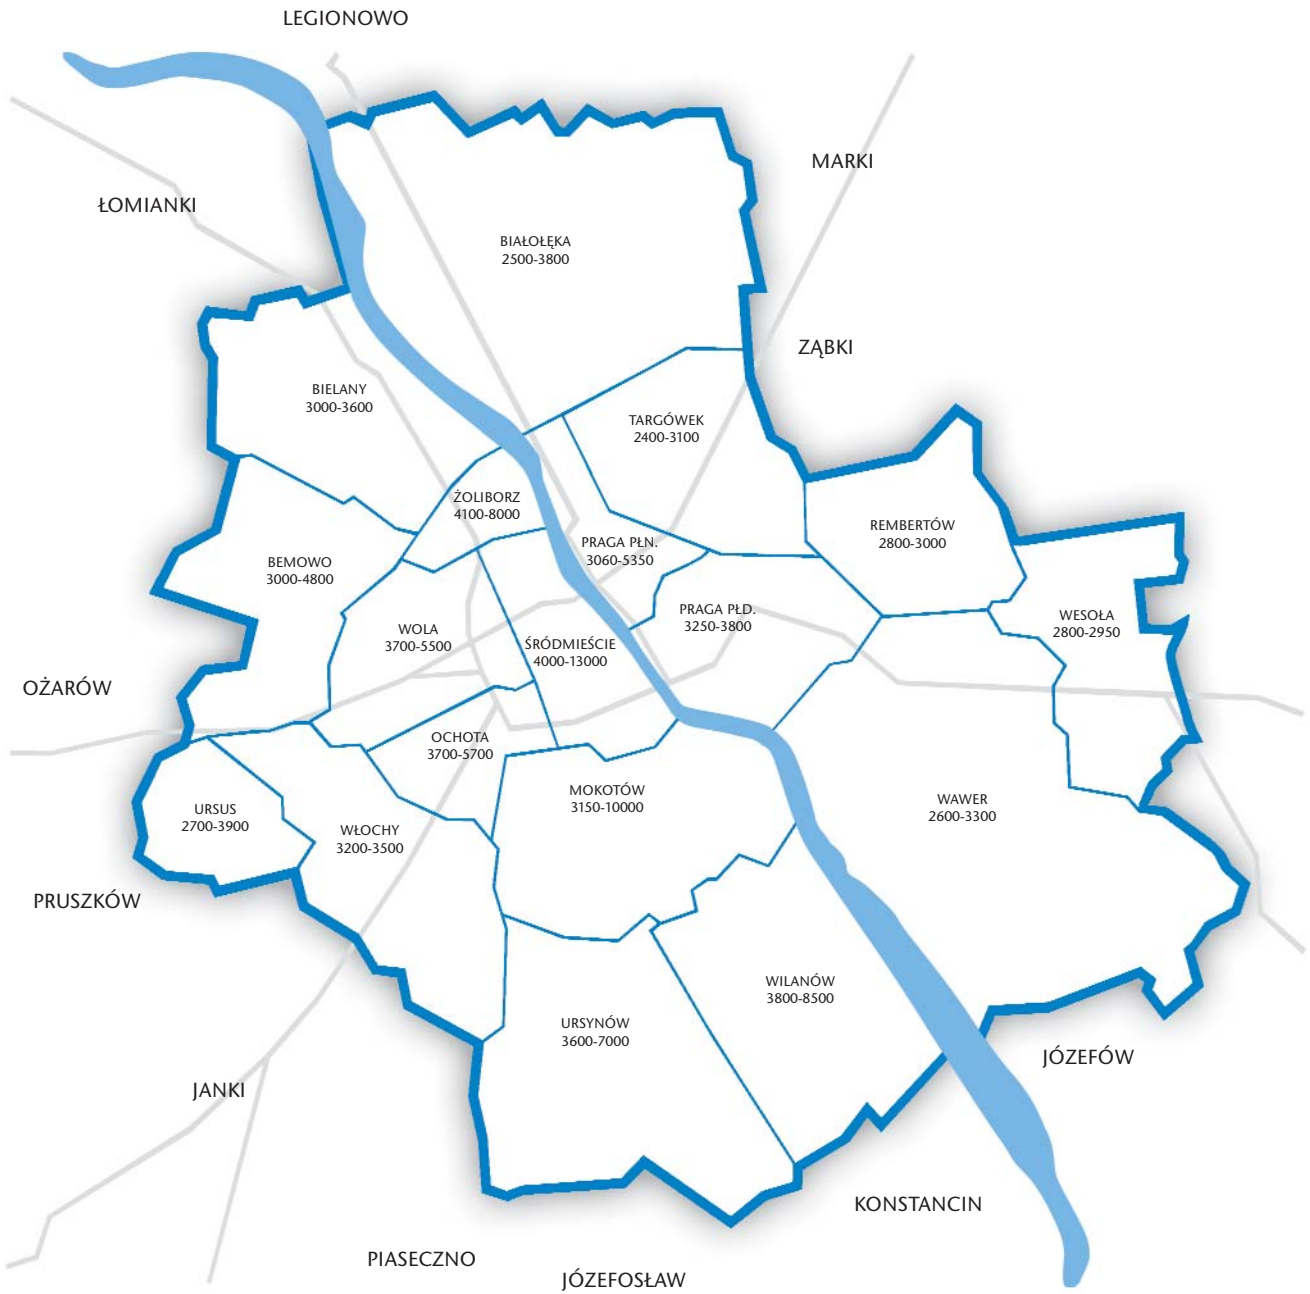 LEGIONOWO
MARKI
ŁOMIANKI
BIAŁOŁĘKA
2500-3800
ZĄBKI
BIELANY
3000-3600
TARGÓWEK
2400-3100
ŻOLIBORZ
4100-8000
REMBERTÓW
2800-3000
PRAGA PŁN.
3060-5350
BEMOWO
3000-4800
PRAGA PŁD.
3250-3800
WESOŁA
2800-2950
WOLA
3700-5500
ŚRÓDMIEŚCIE
4000-13000
OŻARÓW
OCHOTA
3700-5700
MOKOTÓW
3150-10000
WAWER
2600-3300
URSUS
2700-3900
WŁOCHY
3200-3500
PRUSZKÓW
WILANÓW
3800-8500
URSYNÓW
3600-7000
JÓZEFÓW
JANKI
KONSTANCIN
PIASECZNO
JÓZEFOSŁAW